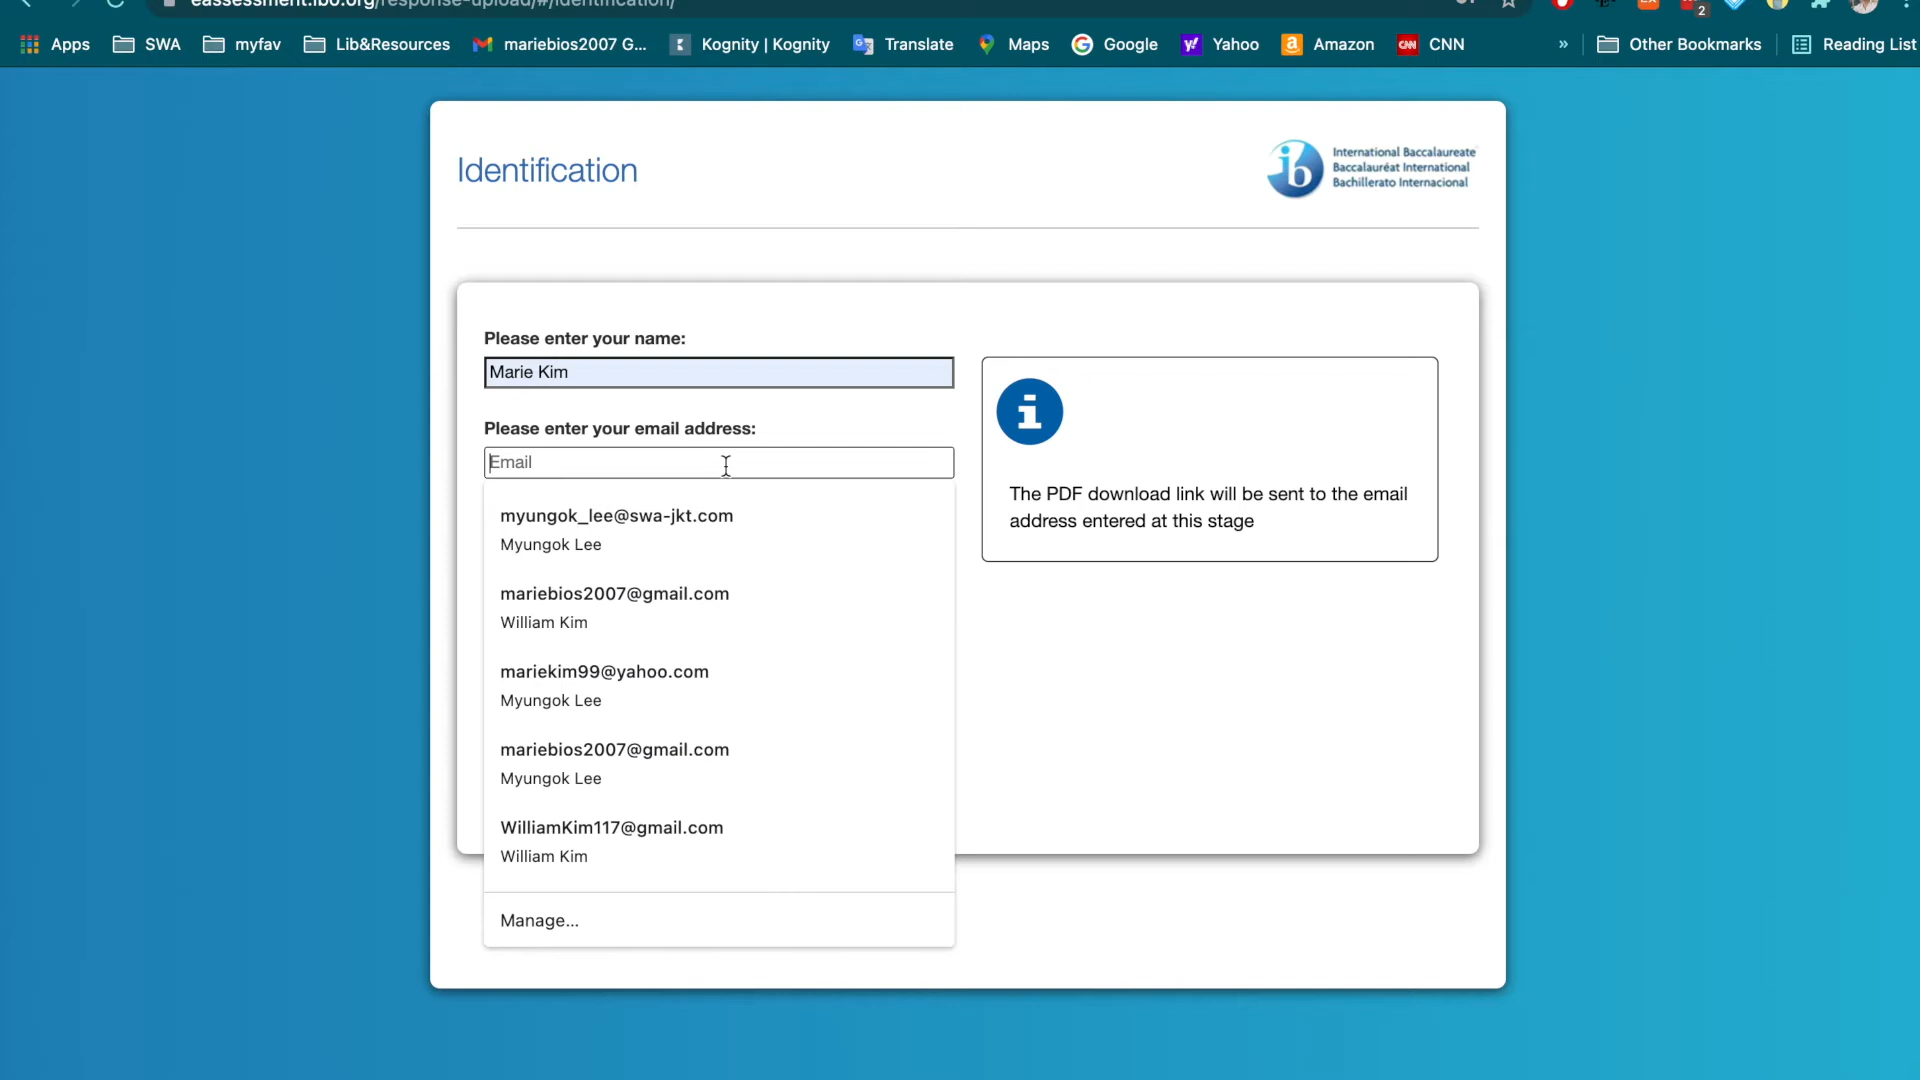 eassessment.ibo.org/response-upload/#/identification/
2
Apps SWA myfav Lib&Resources mariebios2007 G... Kognity | Kognity Translate Maps Google Yahoo Amazon CNN » Other Bookmarks Reading List
Identification
International Baccalaureate
Baccalauréat International
Bachillerato Internacional
Please enter your name:
Marie Kim
Please enter your email address:
Email
The PDF download link will be sent to the email
address entered at this stage
myungok_lee@swa-jkt.com
Myungok Lee
mariebios2007@gmail.com
William Kim
mariekim99@yahoo.com
Myungok Lee
mariebios2007@gmail.com
Myungok Lee
WilliamKim117@gmail.com
William Kim
Manage...